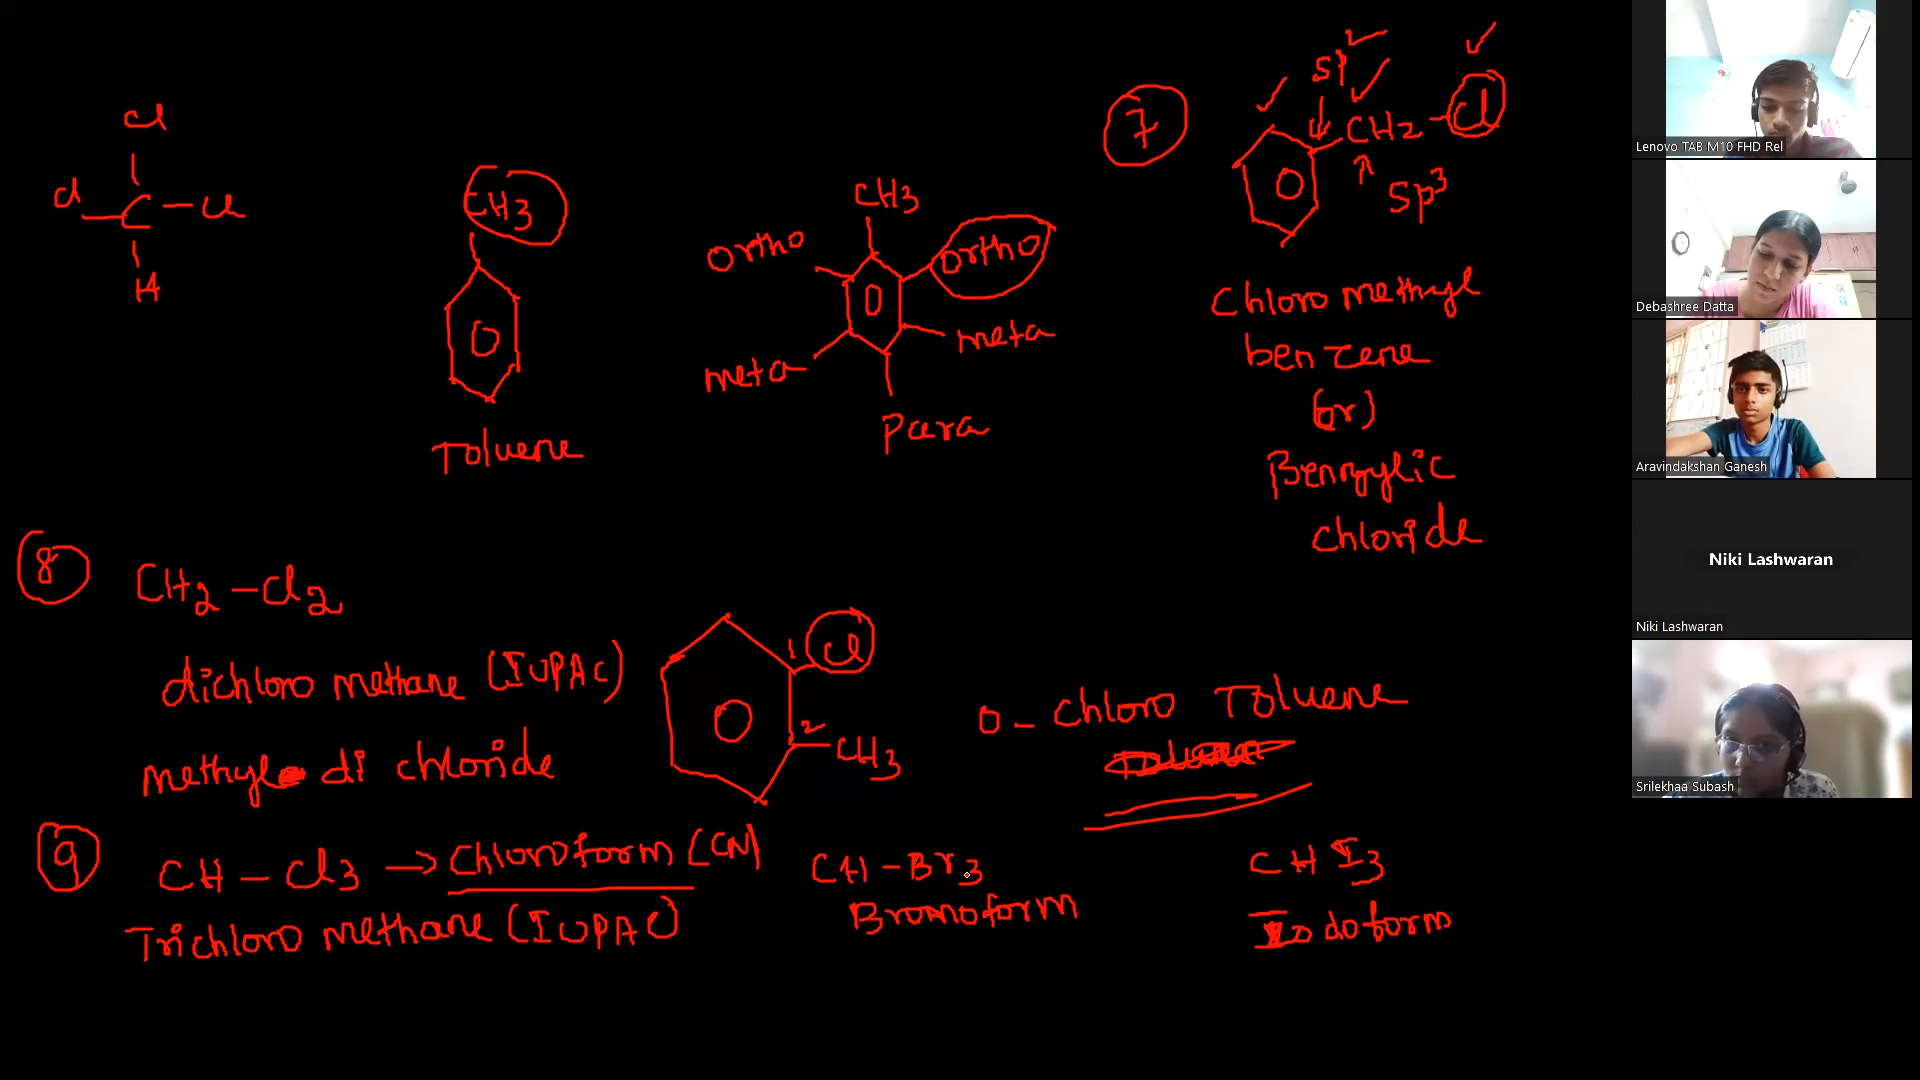 Cl
Cl
C
Cl
H
CH3
Toluene
CH3
Ortho
Ortho
meta
meta
Para
7
Sp2
CH2 - Cl
Sp3
Chloro methyl
benzene
(or)
Benzylic
chloride
8
CH2 - Cl2
dichloro methane (IUPAC)
methyl di chloride
1
Cl
2
CH3
O - Chloro Toluene
9
CH - Cl3 → Chloroform (CN)
Trichloro methane (IUPAC)
CH - Br3
Bromoform
CHI3
Iodoform
Lenovo TAB M10 FHD Rel
Debashree Datta
Aravindakshan Ganesh
Niki Lashwaran
Niki Lashwaran
Srilekhaa Subash